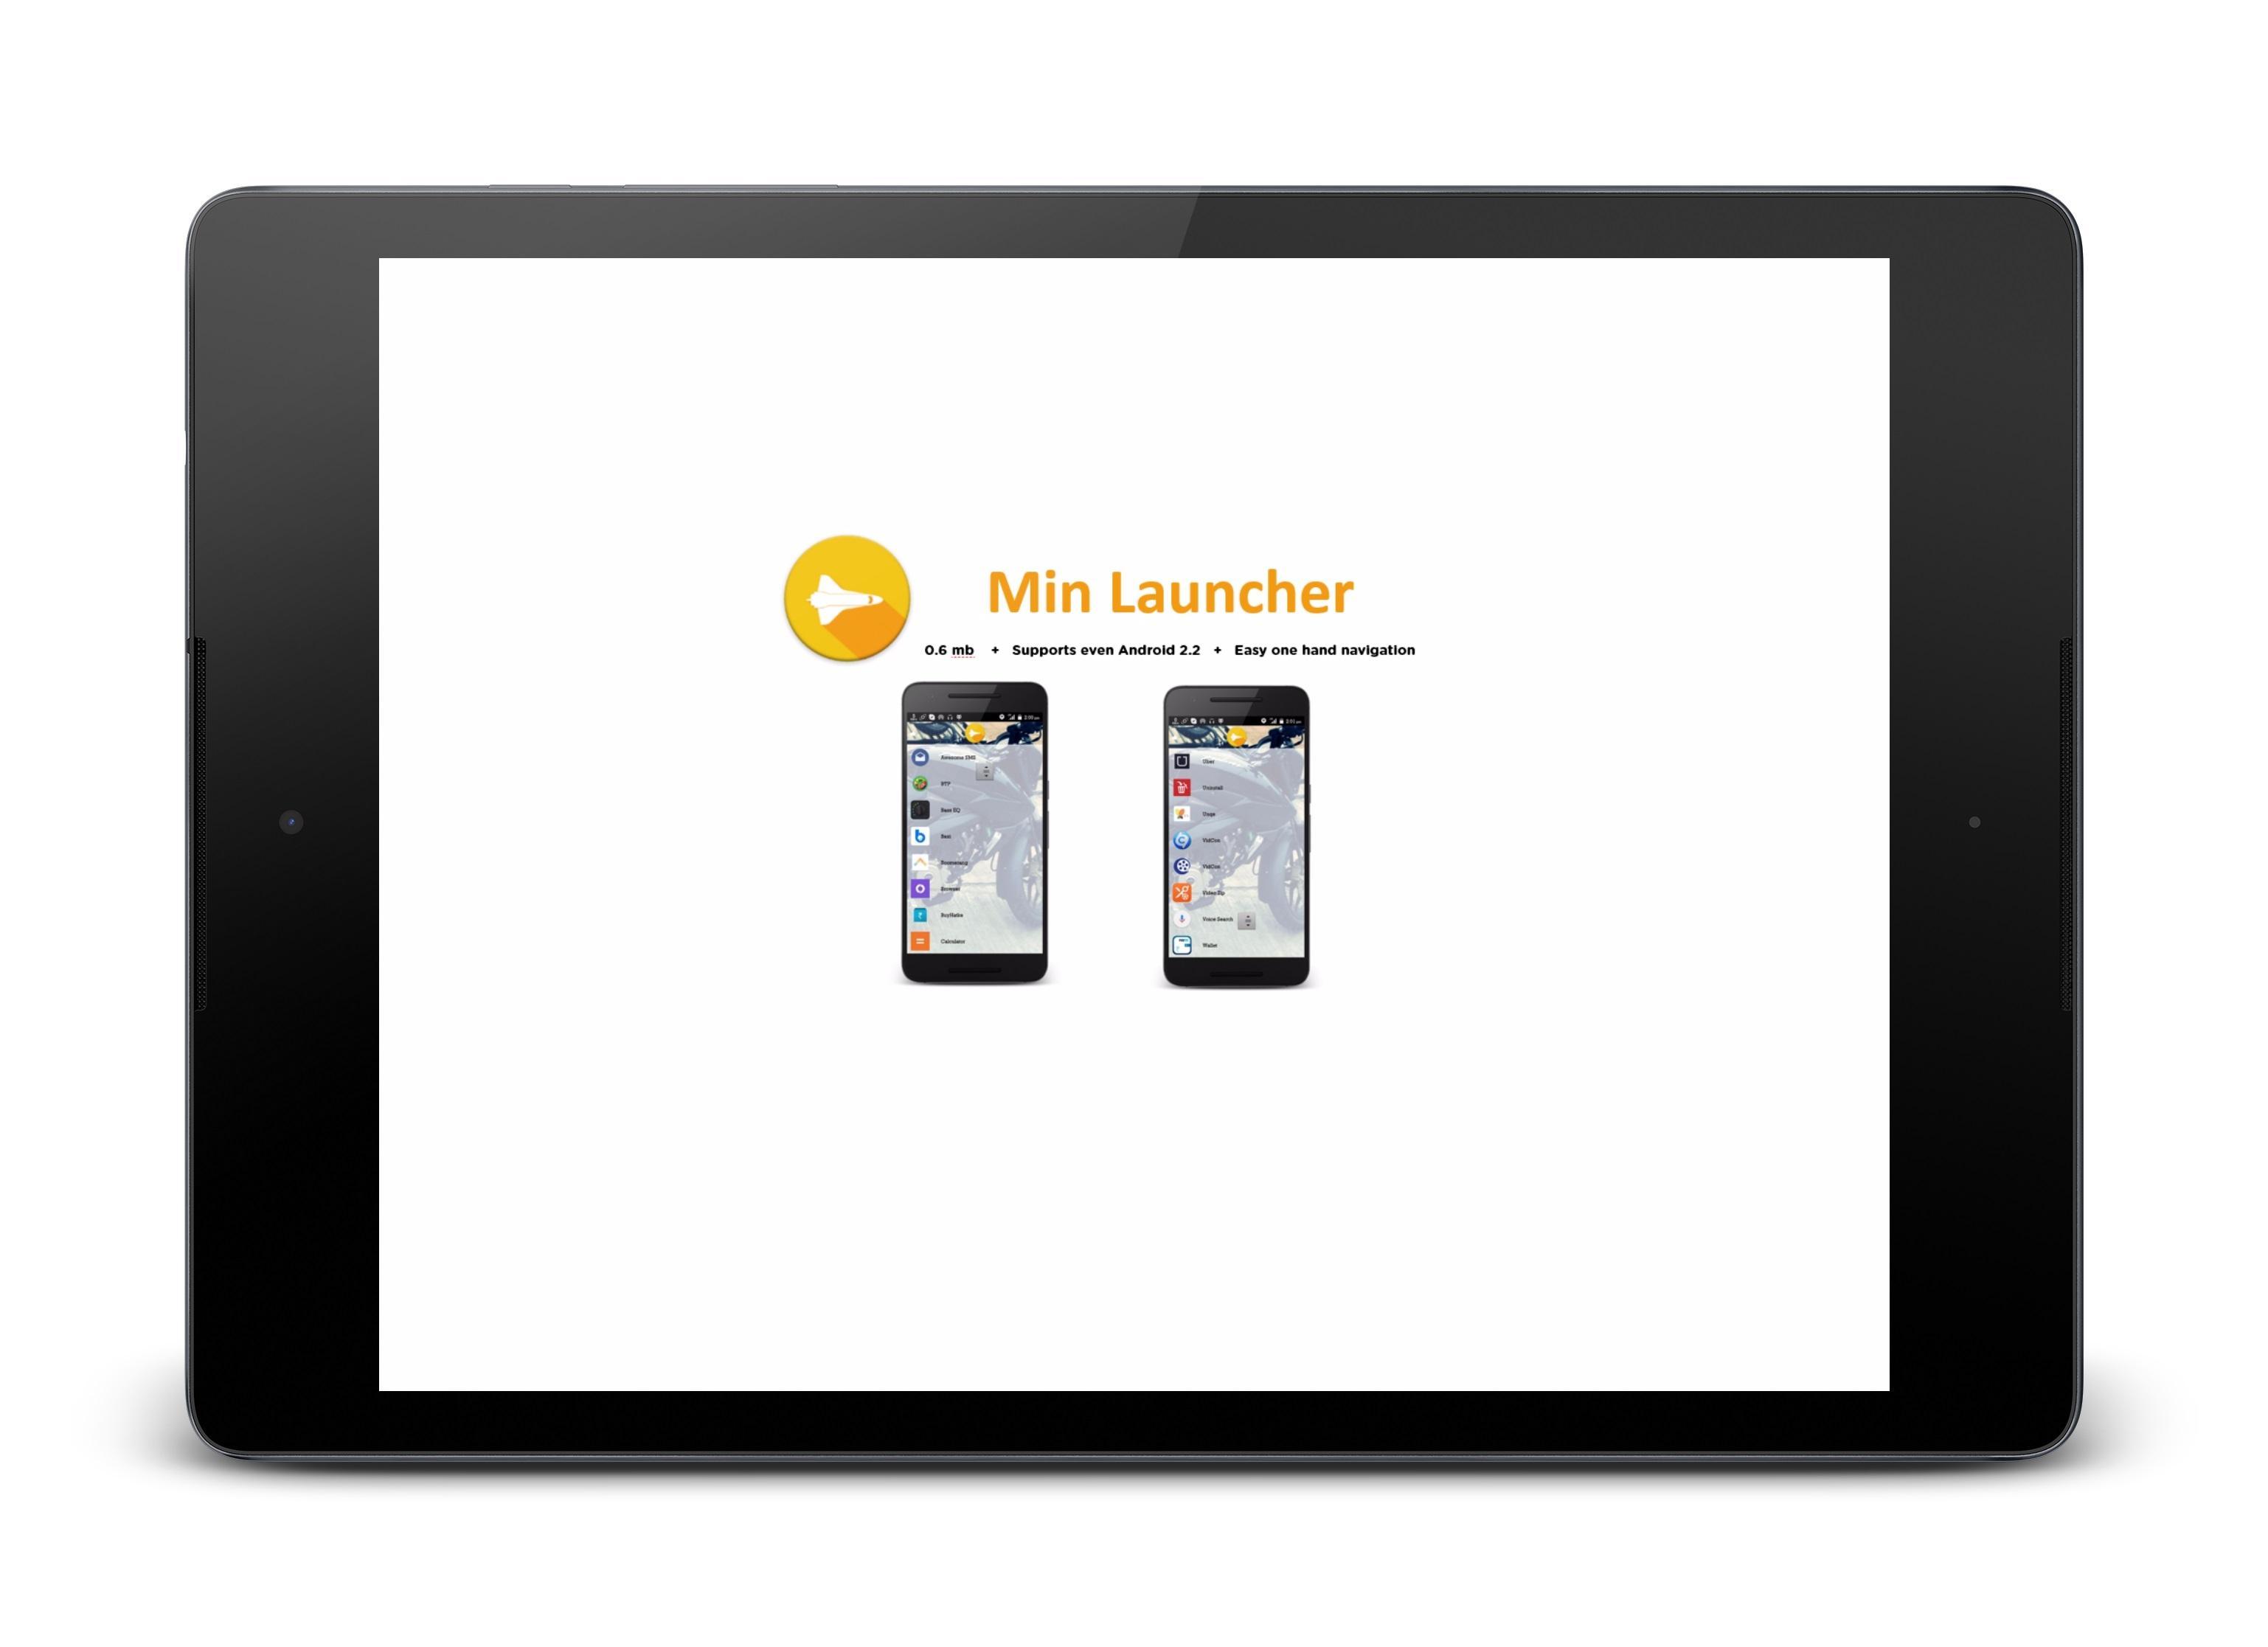 Min Launcher
0.6 mb + Supports even Android 2.2 + Easy one hand navigation
Awesome SMS
BTP
Bass EQ
Beat
Boomerang
Browser
BuyHatke
Calculator
Uber
Uninstall
Usage
VidCon
VidCon
Video Zip
Voice Search
Wallet